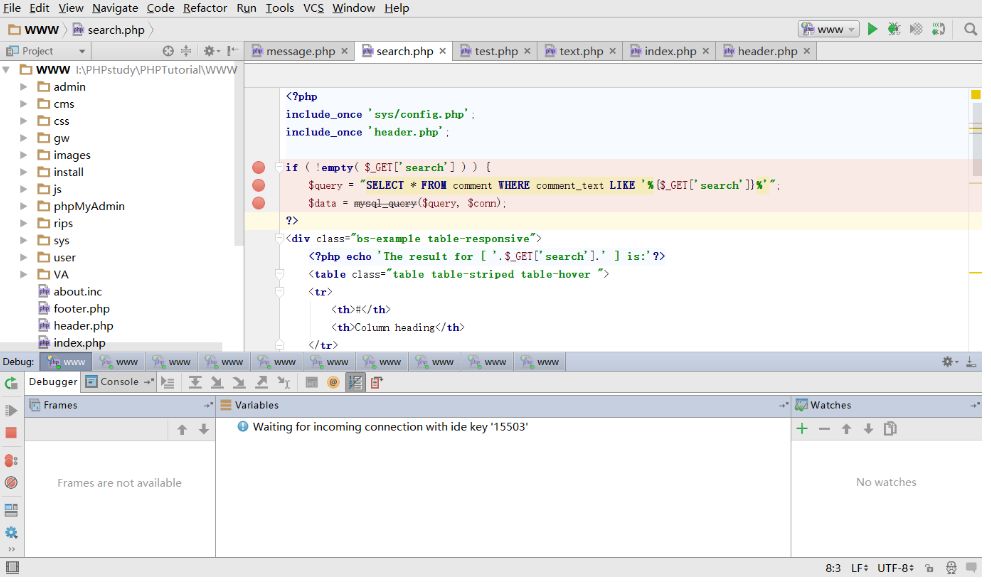 File Edit View Navigate Code Refactor Run Tools VCS Window Help
WWW search.php www
Project message.php search.php test.php text.php index.php header.php
WWW I:\PHPstudy\PHPTutorial\WWW
admin
cms
css
gw
images
install
js
phpMyAdmin
rips
sys
user
VA
about.inc
footer.php
header.php
index.php
<?php
include_once 'sys/config.php';
include_once 'header.php';
if ( !empty( $_GET['search'] ) ) {
$query = "SELECT * FROM comment WHERE comment_text LIKE '%{$_GET['search']}%'";
$data = mysql_query($query, $conn);
?>
<div class="bs-example table-responsive">
<?php echo 'The result for [ '.$_GET['search'].' ] is:'?>
<table class="table table-striped table-hover ">
<tr>
<th>#</th>
<th>Column heading</th>
</tr>
Debug: www www www www www www www www www www
Debugger Console
Frames Variables Watches
Waiting for incoming connection with ide key '15503'
Frames are not available
No watches
8:3 LF UTF-8